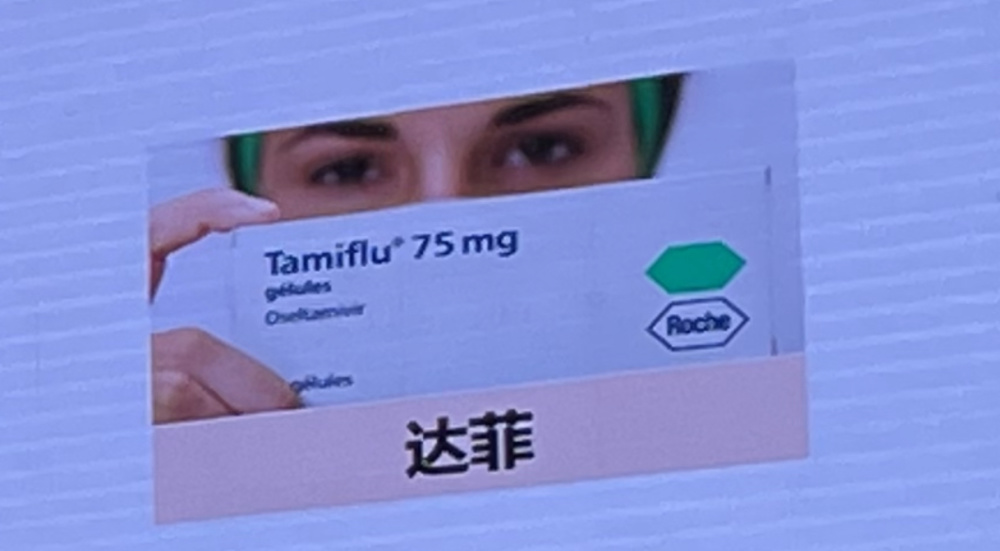 Tamiflu® 75 mg
gélules
Oseltamivir
Roche
gélules
达菲